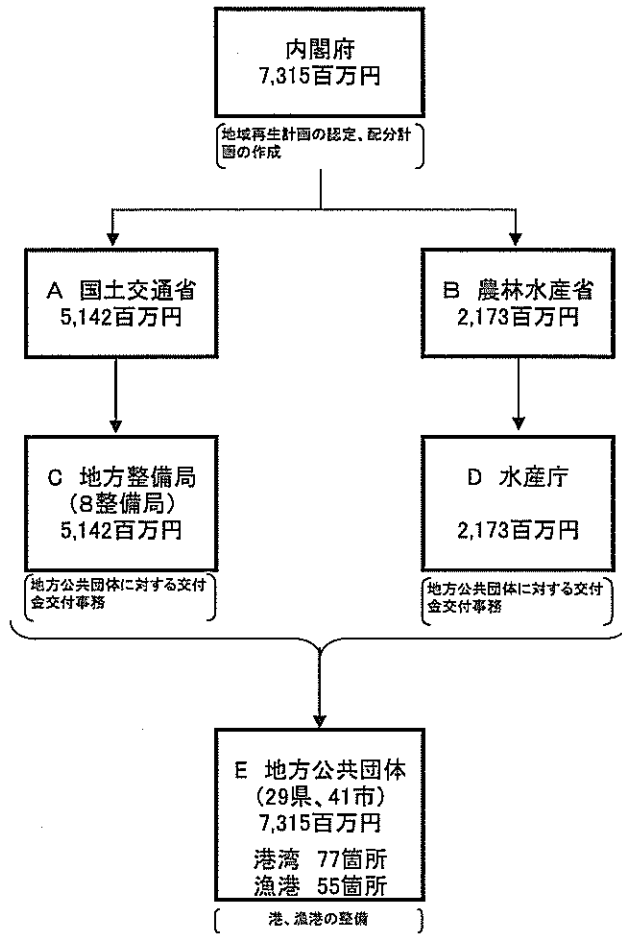 内閣府
7,315百万円
地域再生計画の認定、配分計
画の作成
A 国土交通省
5,142百万円
B 農林水産省
2,173百万円
C 地方整備局
(8整備局)
5,142百万円
D 水産庁
2,173百万円
地方公共団体に対する交付
金交付事務
地方公共団体に対する交付
金交付事務
E 地方公共団体
(29県、41市)
7,315百万円
港湾 77箇所
漁港 55箇所
港、漁港の整備